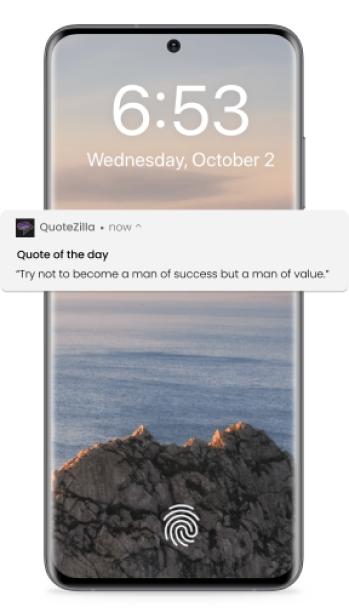 6:53
Wednesday, October 2
QuoteZilla • now ^
Quote of the day
“Try not to become a man of success but a man of value.”